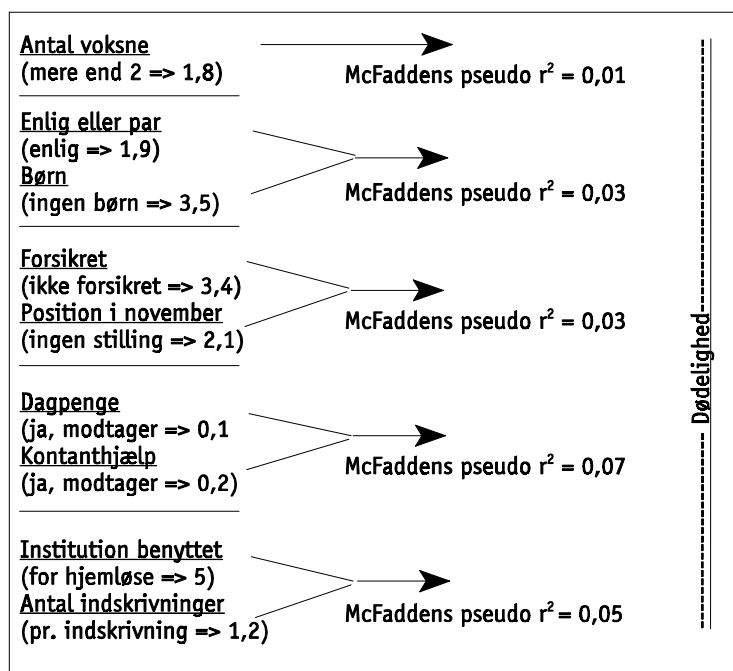 Antal voksne
(mere end 2 => 1,8)
McFaddens pseudo r² = 0,01
Enlig eller par
(enlig => 1,9)
Børn
(ingen børn => 3,5)
McFaddens pseudo r² = 0,03
Forsikret
(ikke forsikret => 3,4)
Position i november
(ingen stilling => 2,1)
McFaddens pseudo r² = 0,03
Dagpenge
(ja, modtager => 0,1
Kontanthjælp
(ja, modtager => 0,2)
McFaddens pseudo r² = 0,07
Institution benyttet
(for hjemløse => 5)
Antal indskrivninger
(pr. indskrivning => 1,2)
McFaddens pseudo r² = 0,05
Dødelighed